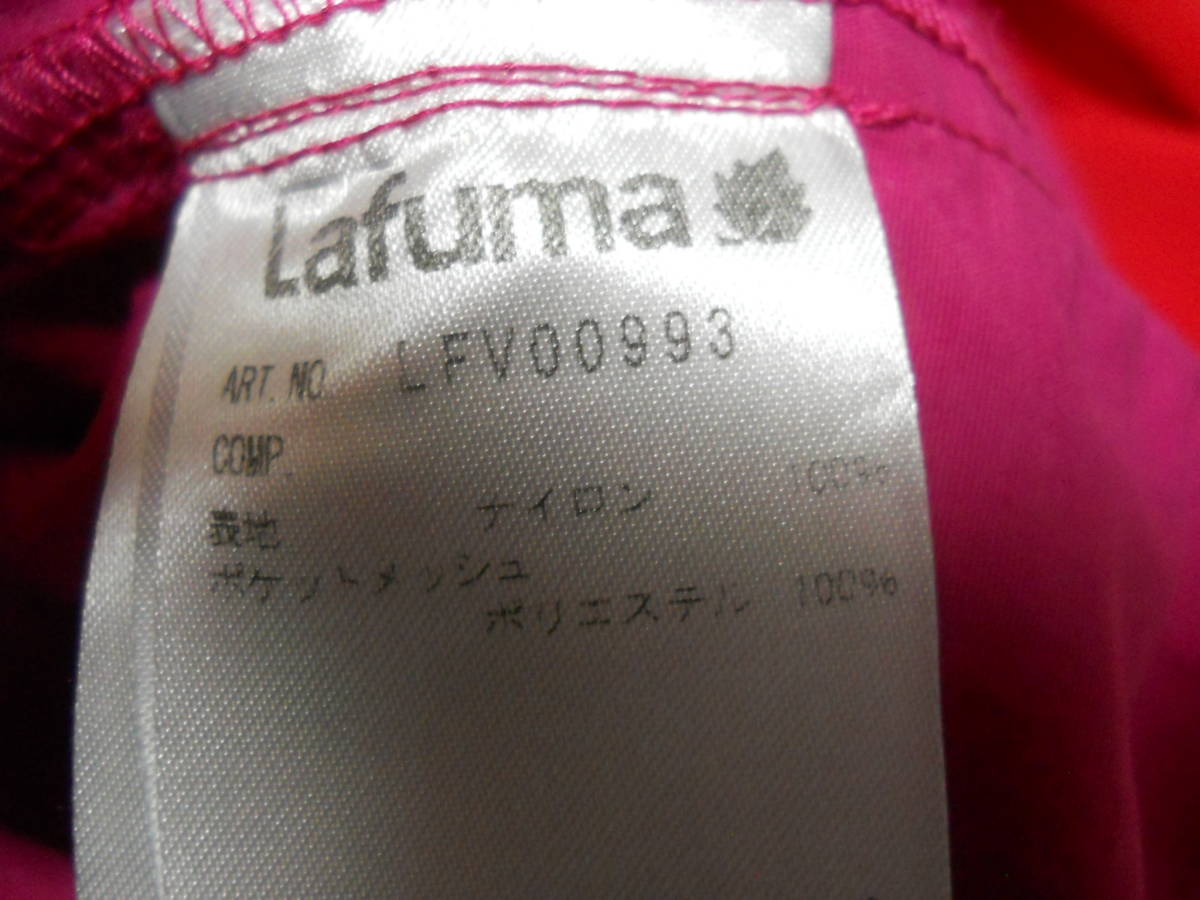 Lafuma
ART. NO. LFV00993
COMP.
表地 ナイロン 100%
ポケットメッシュ
ポリエステル 100%